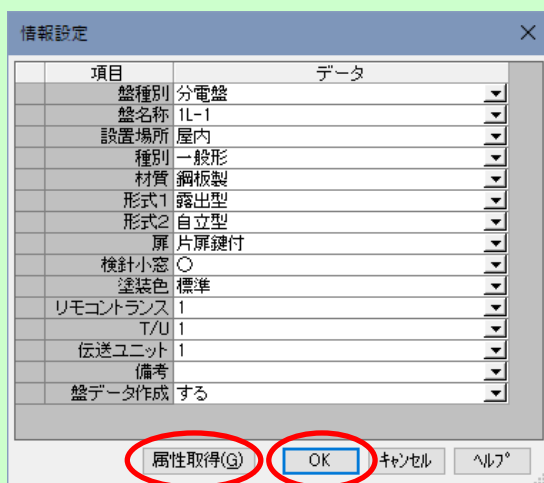 情報設定
項目 データ
盤種別 分電盤
盤名称 1L-1
設置場所 屋内
種別 一般形
材質 鋼板製
形式1 露出型
形式2 自立型
扉 片扉鍵付
検針小窓 〇
塗装色 標準
リモコントランス 1
T/U 1
伝送ユニット 1
備考
盤データ作成 する
属性取得(G) OK キャンセル ヘルプ